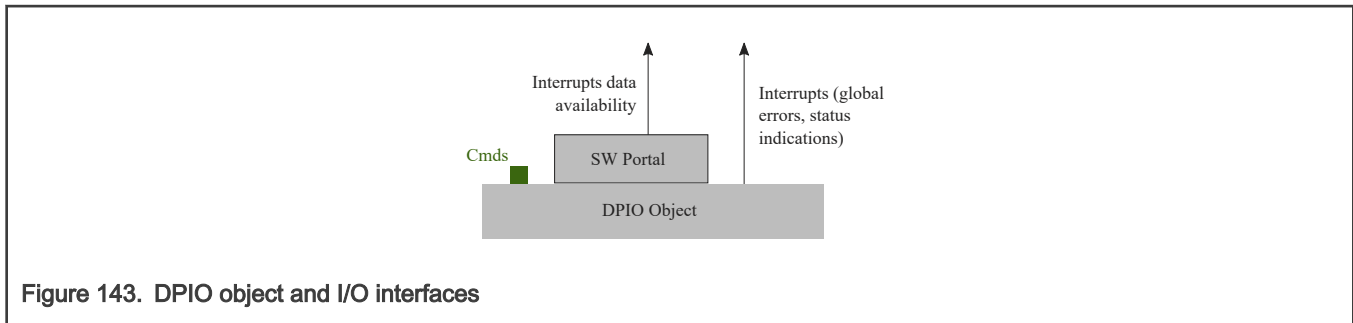 Interrupts data
availability
Interrupts (global
errors, status
indications)
Cmds
SW Portal
DPIO Object
Figure 143. DPIO object and I/O interfaces